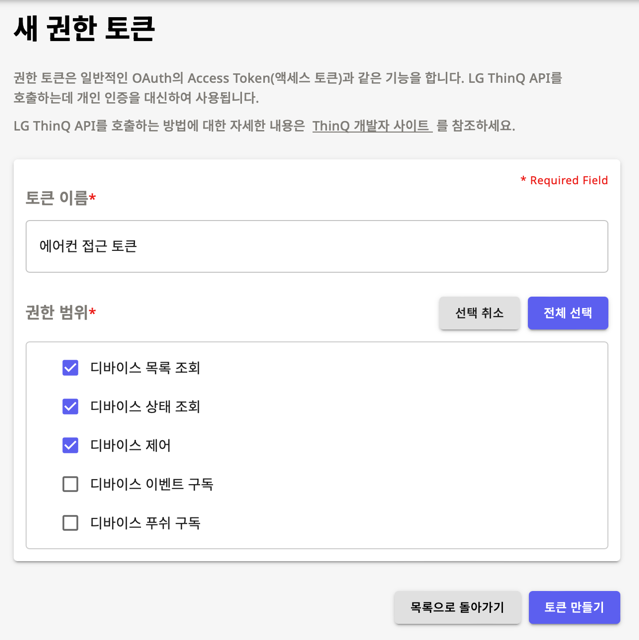 새 권한 토큰
권한 토큰은 일반적인 OAuth의 Access Token(액세스 토큰)과 같은 기능을 합니다. LG ThinQ API를
호출하는데 개인 인증을 대신하여 사용됩니다.
LG ThinQ API를 호출하는 방법에 대한 자세한 내용은 ThinQ 개발자 사이트 를 참조하세요.
* Required Field
토큰 이름*
에어컨 접근 토큰
권한 범위*
선택 취소
전체 선택
디바이스 목록 조회
디바이스 상태 조회
디바이스 제어
디바이스 이벤트 구독
디바이스 푸쉬 구독
목록으로 돌아가기
토큰 만들기